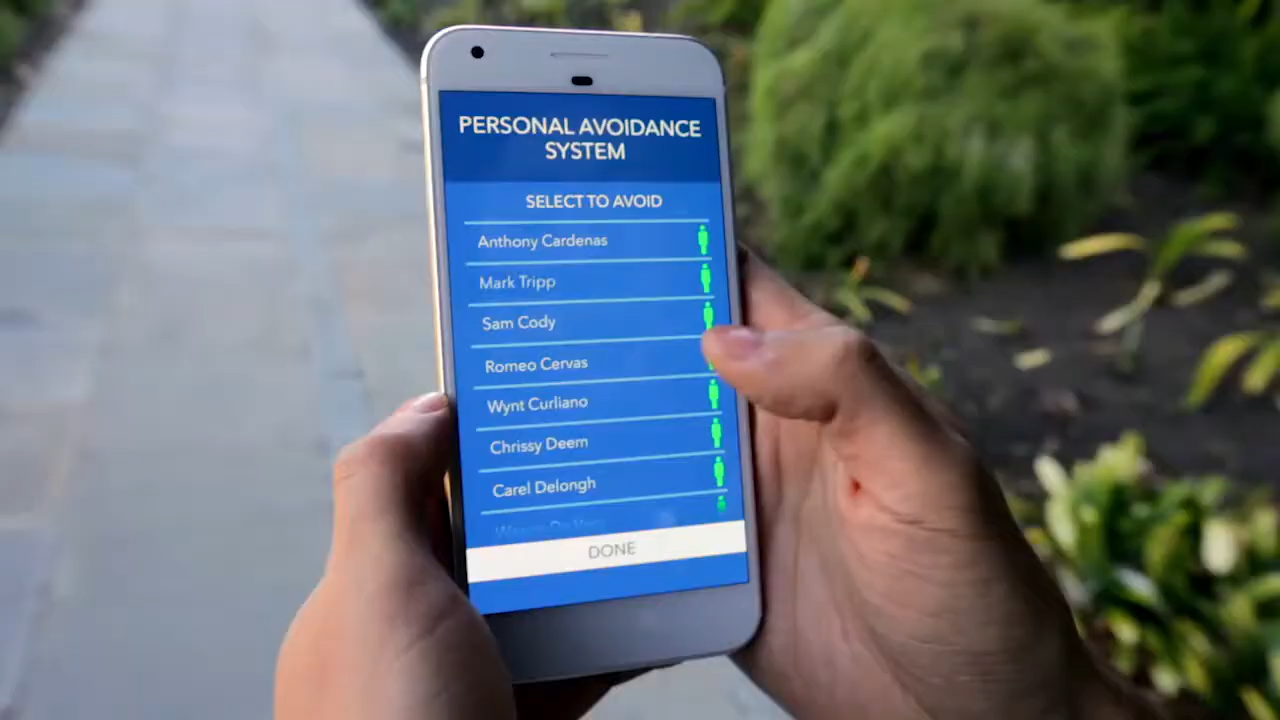 PERSONAL AVOIDANCE
SYSTEM
SELECT TO AVOID
Anthony Cardenas
Mark Tripp
Sam Cody
Romeo Cervas
Wynt Curliano
Chrissy Deem
Carel Delongh
DONE